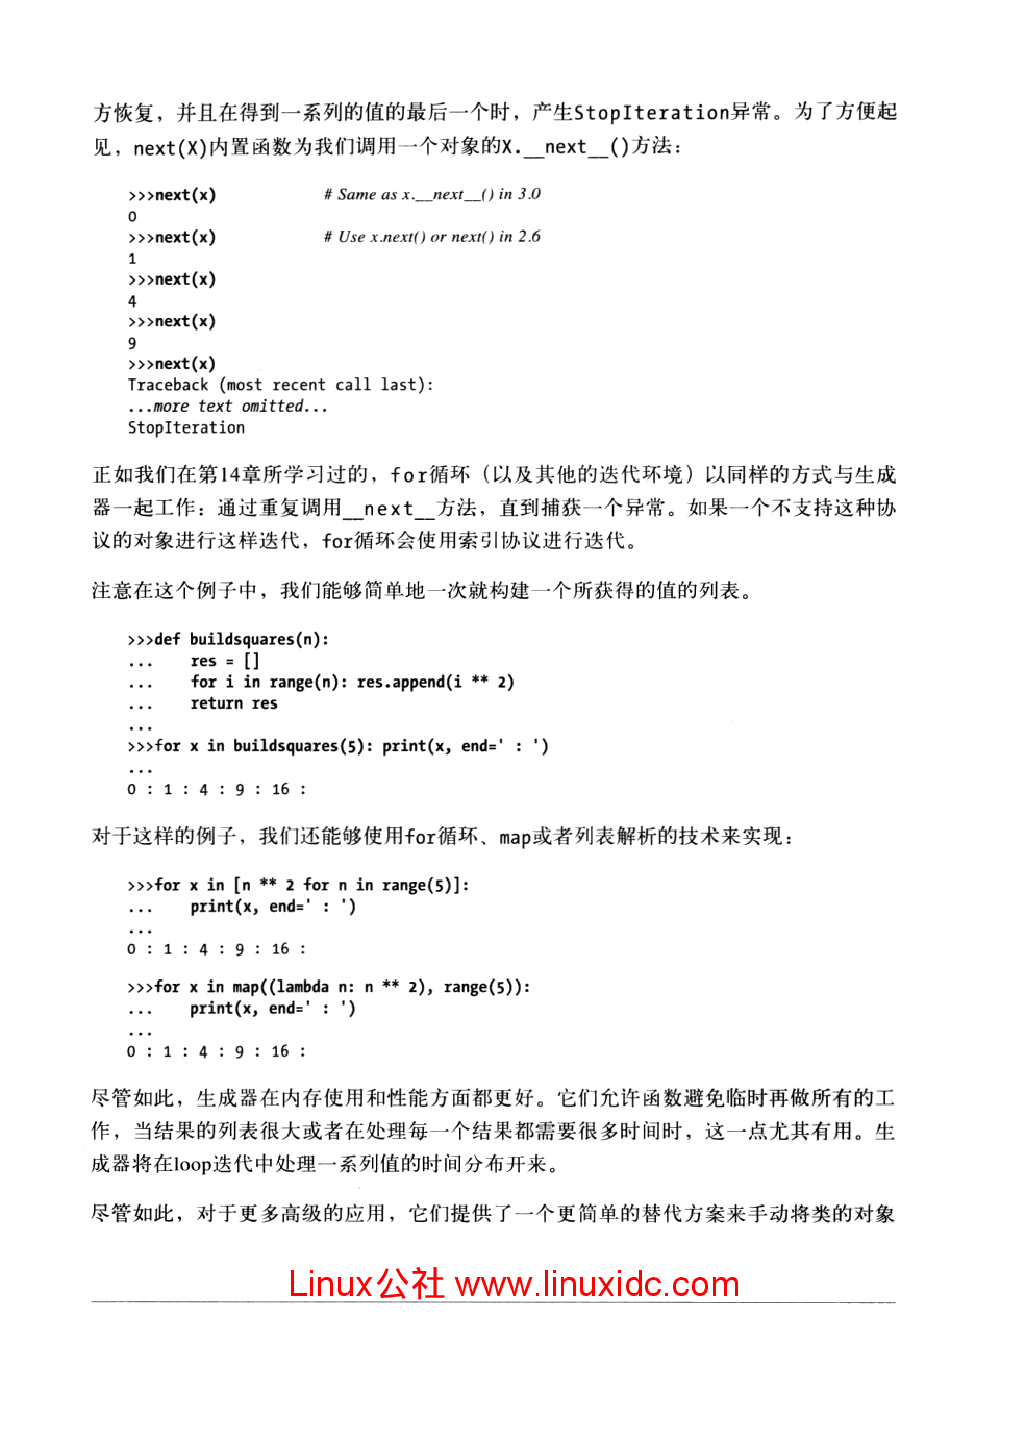 方恢复，并且在得到一系列的值的最后一个时，产生StopIteration异常。为了方便起
见，next(X)内置函数为我们调用一个对象的X.__next__()方法：
>>>next(x) # Same as x.__next__() in 3.0
0
>>>next(x) # Use x.next() or next() in 2.6
1
>>>next(x)
4
>>>next(x)
9
>>>next(x)
Traceback (most recent call last):
...more text omitted...
StopIteration
正如我们在第14章所学习过的，for循环（以及其他的迭代环境）以同样的方式与生成
器一起工作：通过重复调用__next__方法，直到捕获一个异常。如果一个不支持这种协
议的对象进行这样迭代，for循环会使用索引协议进行迭代。
注意在这个例子中，我们能够简单地一次就构建一个所获得的值的列表。
>>>def buildsquares(n):
... res = []
... for i in range(n): res.append(i ** 2)
... return res
...
>>>for x in buildsquares(5): print(x, end=' : ')
...
0 : 1 : 4 : 9 : 16 :
对于这样的例子，我们还能够使用for循环、map或者列表解析的技术来实现：
>>>for x in [n ** 2 for n in range(5)]:
... print(x, end=' : ')
...
0 : 1 : 4 : 9 : 16 :
>>>for x in map((lambda n: n ** 2), range(5)):
... print(x, end=' : ')
...
0 : 1 : 4 : 9 : 16 :
尽管如此，生成器在内存使用和性能方面都更好。它们允许函数避免临时再做所有的工
作，当结果的列表很大或者在处理每一个结果都需要很多时间时，这一点尤其有用。生
成器将在loop迭代中处理一系列值的时间分布开来。
尽管如此，对于更多高级的应用，它们提供了一个更简单的替代方案来手动将类的对象
Linux公社 www.linuxidc.com